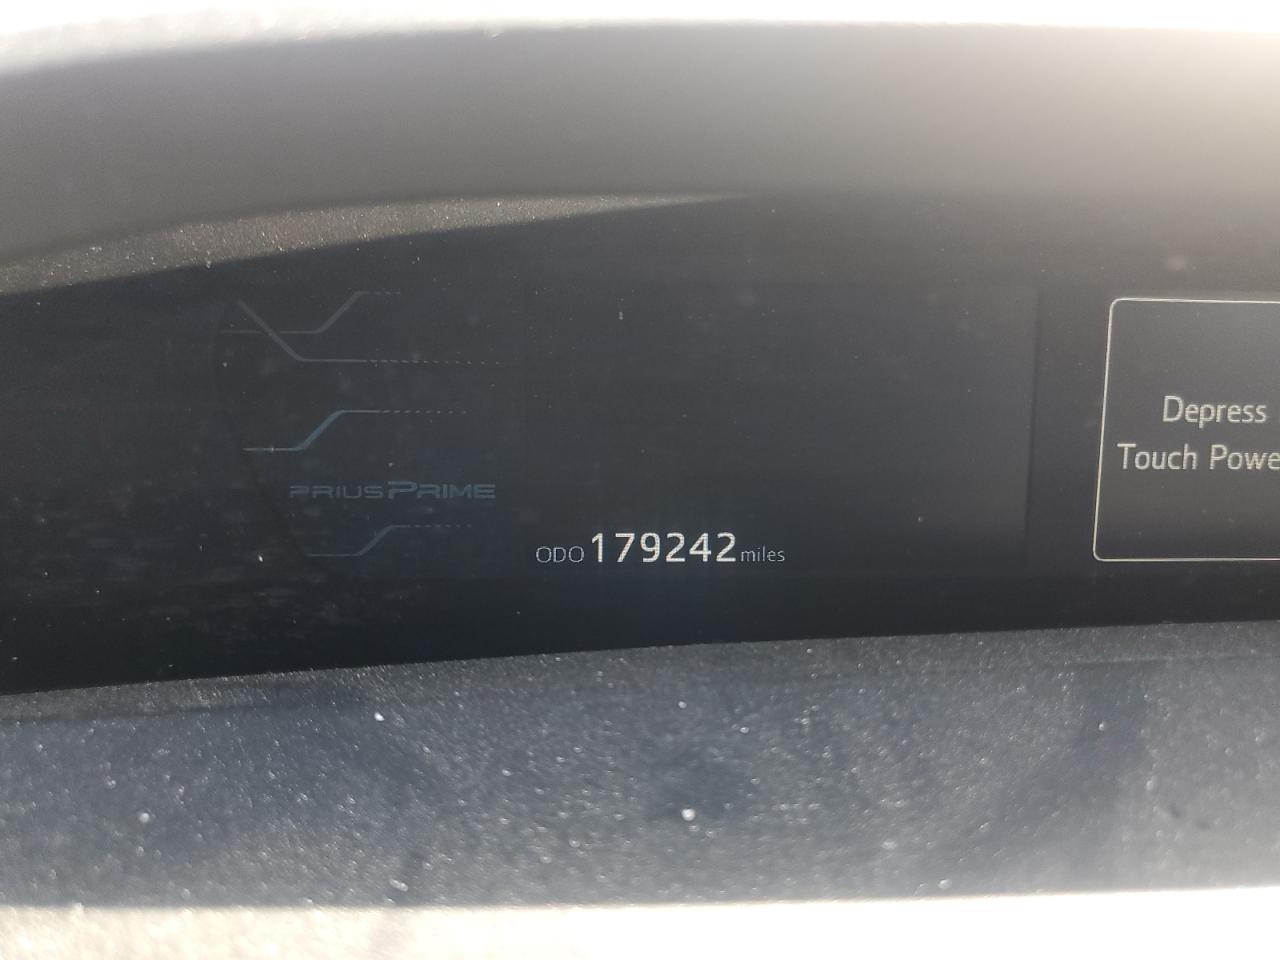 PRIUS PRIME
ODO 179242 miles
Depress
Touch Powe